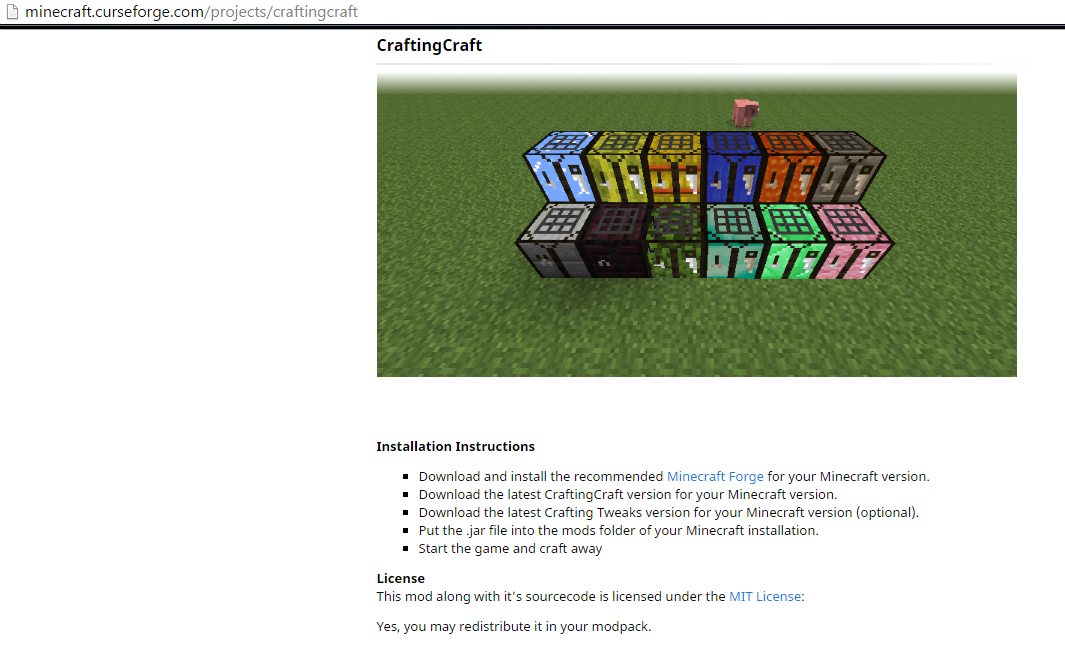 minecraft.curseforge.com/projects/craftingcraft
CraftingCraft
Installation Instructions
Download and install the recommended Minecraft Forge for your Minecraft version.
Download the latest CraftingCraft version for your Minecraft version.
Download the latest Crafting Tweaks version for your Minecraft version (optional).
Put the .jar file into the mods folder of your Minecraft installation.
Start the game and craft away
License
This mod along with it's sourcecode is licensed under the MIT License:
Yes, you may redistribute it in your modpack.